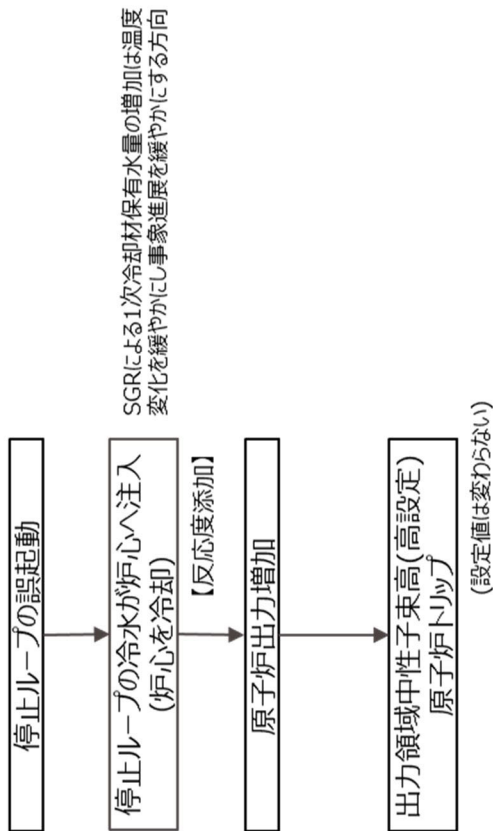 停止ループの誤起動
停止ループの冷水が炉心へ注入
(炉心を冷却)
SGRによる1次冷却材保有水量の増加は温度
変化を緩やかにし事象進展を緩やかにする方向
【反応度添加】
原子炉出力増加
出力領域中性子束高(高設定)
原子炉トリップ
(設定値は変わらない)